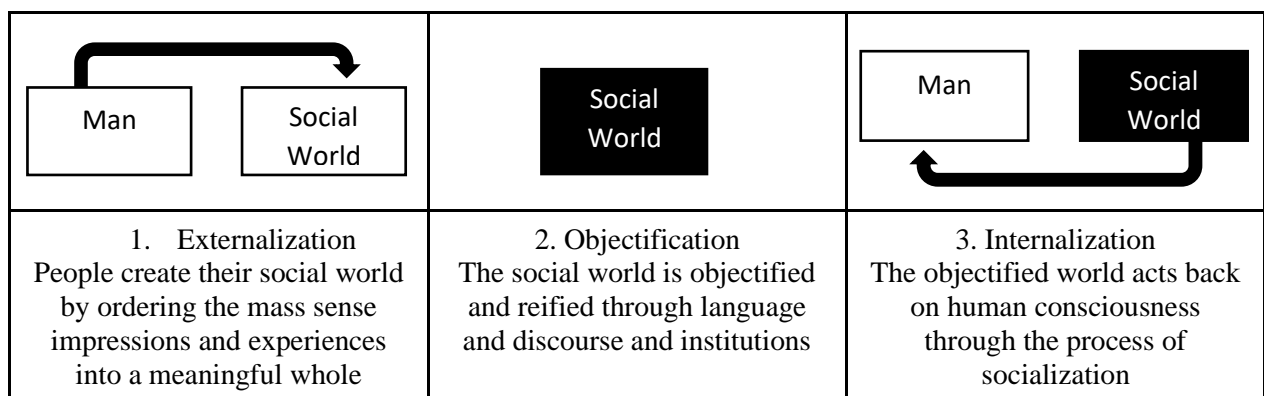 Man
Social
World
Social
World
Man
Social
World
1. Externalization
People create their social world
by ordering the mass sense
impressions and experiences
into a meaningful whole
2. Objectification
The social world is objectified
and reified through language
and discourse and institutions
3. Internalization
The objectified world acts back
on human consciousness
through the process of
socialization